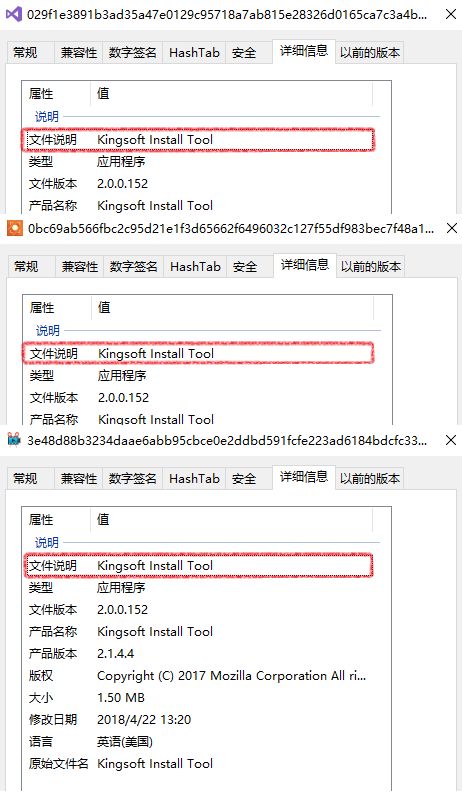 029f1e3891b3ad35a47e0129c95718a7ab815e28326d0165ca7c3a4b...
常规 兼容性 数字签名 HashTab 安全 详细信息 以前的版本
属性 值
说明
文件说明 Kingsoft Install Tool
类型 应用程序
文件版本 2.0.0.152
产品名称 Kingsoft Install Tool
0bc69ab566fbc2c95d21e1f3d65662f6496032c127f55df983bec7f48a1...
常规 兼容性 数字签名 HashTab 安全 详细信息 以前的版本
属性 值
说明
文件说明 Kingsoft Install Tool
类型 应用程序
文件版本 2.0.0.152
产品名称 Kingsoft Install Tool
3e48d88b3234daae6abb95cbce0e2ddbd591fcfe223ad6184bdcfc33...
常规 兼容性 数字签名 HashTab 安全 详细信息 以前的版本
属性 值
说明
文件说明 Kingsoft Install Tool
类型 应用程序
文件版本 2.0.0.152
产品名称 Kingsoft Install Tool
产品版本 2.1.4.4
版权 Copyright (C) 2017 Mozilla Corporation All ri...
大小 1.50 MB
修改日期 2018/4/22 13:20
语言 英语(美国)
原始文件名 Kingsoft Install Tool